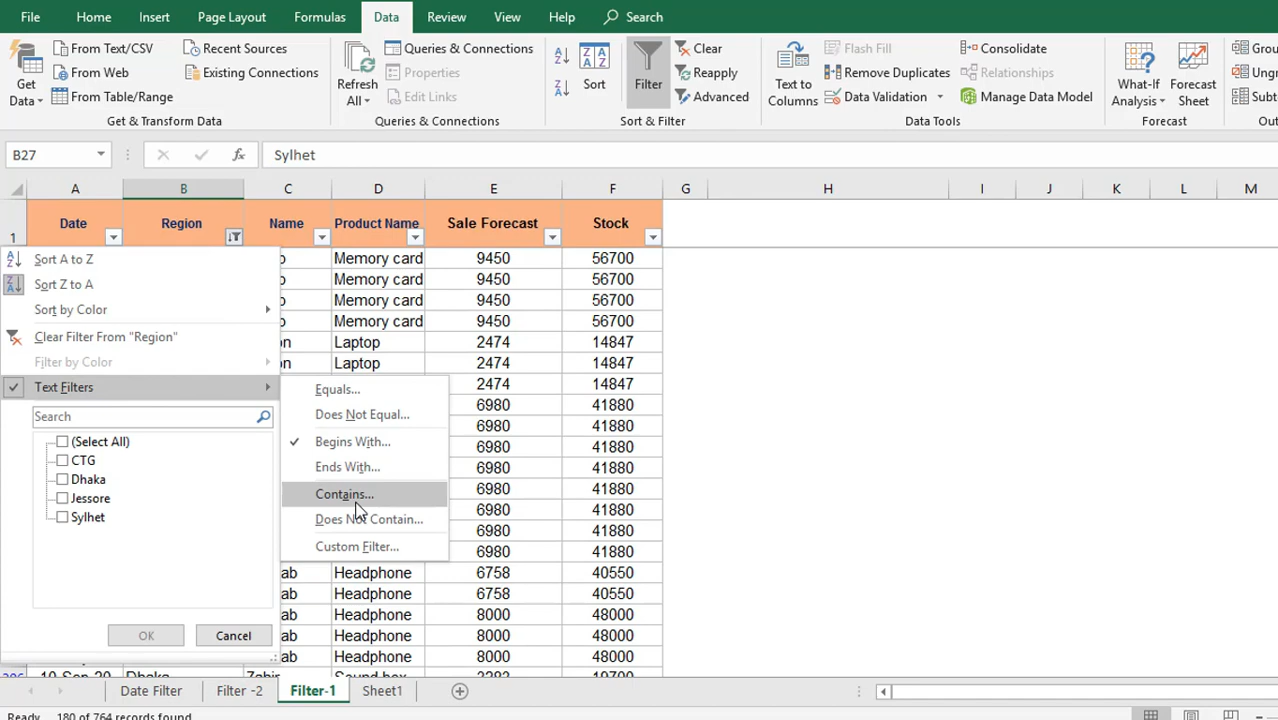 File Home Insert Page Layout Formulas Data Review View Help Search
From Text/CSV Recent Sources
From Web Existing Connections
From Table/Range
Get Data
Get & Transform Data
Refresh All
Queries & Connections
Properties
Edit Links
Queries & Connections
Sort Filter
Clear
Reapply
Advanced
Sort & Filter
Text to Columns
Flash Fill Consolidate
Remove Duplicates Relationships
Data Validation Manage Data Model
Data Tools
What-If Analysis
Forecast Sheet
Forecast
B27 fx Sylhet
A B C D E F G H I J K L M
1 Date Region Name Product Name Sale Forecast Stock
Memory card 9450 56700
Memory card 9450 56700
Memory card 9450 56700
Memory card 9450 56700
Laptop 2474 14847
Laptop 2474 14847
2474 14847
6980 41880
6980 41880
6980 41880
6980 41880
6980 41880
6980 41880
6980 41880
6980 41880
Headphone 6758 40550
Headphone 6758 40550
Headphone 8000 48000
Headphone 8000 48000
Headphone 8000 48000
Sort A to Z
Sort Z to A
Sort by Color
Clear Filter From "Region"
Filter by Color
Text Filters
Search
(Select All)
CTG
Dhaka
Jessore
Sylhet
OK Cancel
Equals...
Does Not Equal...
Begins With...
Ends With...
Contains...
Does Not Contain...
Custom Filter...
Date Filter Filter -2 Filter-1 Sheet1
Ready 180 of 764 records found